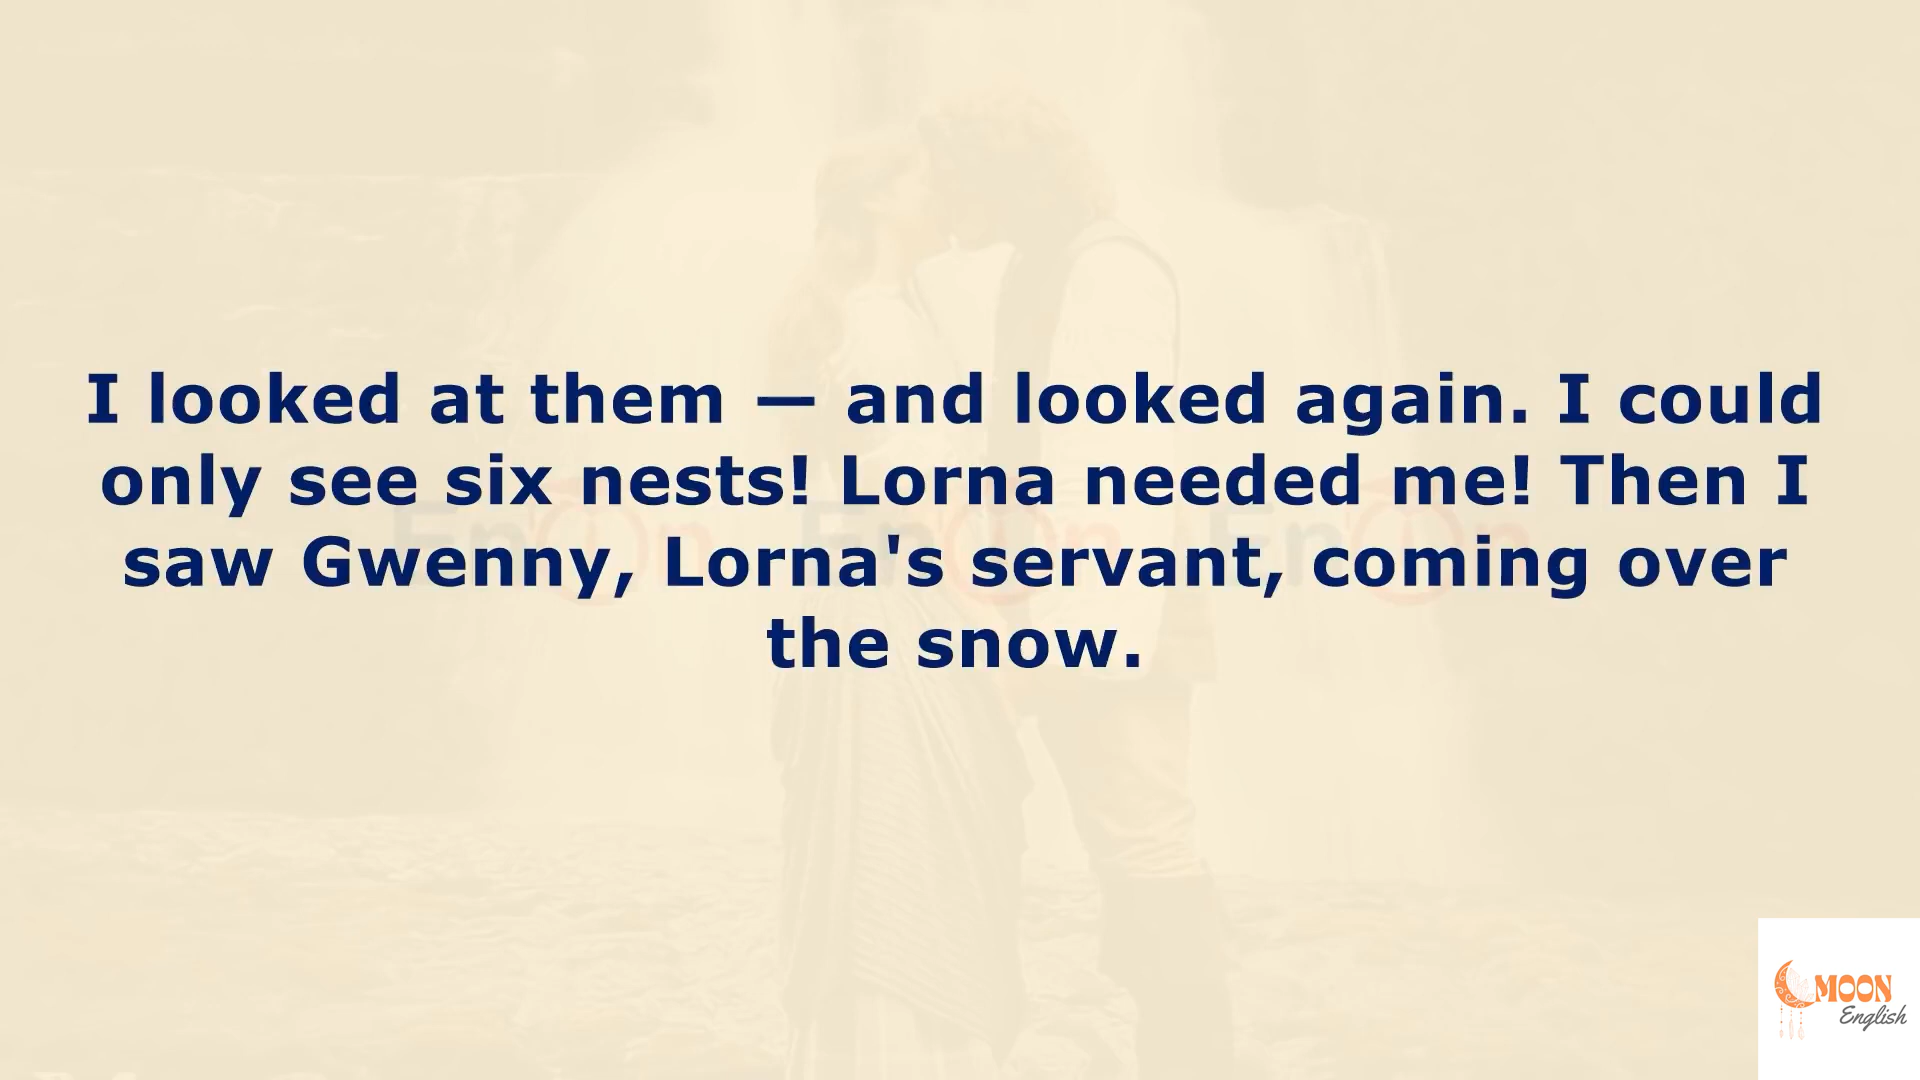 I looked at them — and looked again. I could
only see six nests! Lorna needed me! Then I
saw Gwenny, Lorna's servant, coming over
the snow.
MOON
English